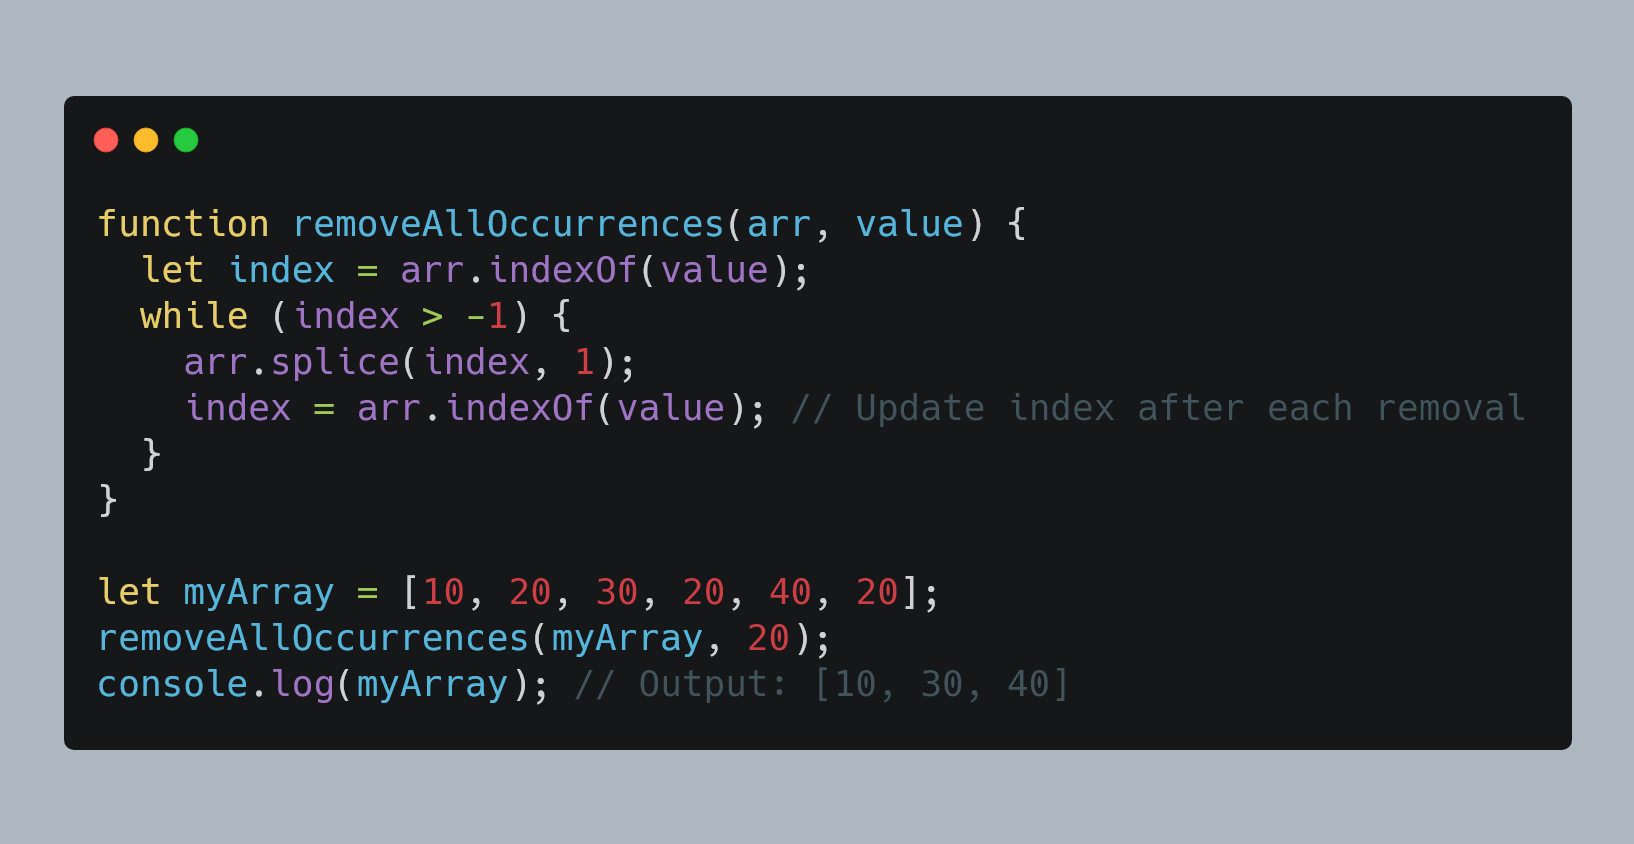 function removeAllOccurrences(arr, value) {
  let index = arr.indexOf(value);
  while (index > -1) {
    arr.splice(index, 1);
    index = arr.indexOf(value); // Update index after each removal
  }
}

let myArray = [10, 20, 30, 20, 40, 20];
removeAllOccurrences(myArray, 20);
console.log(myArray); // Output: [10, 30, 40]